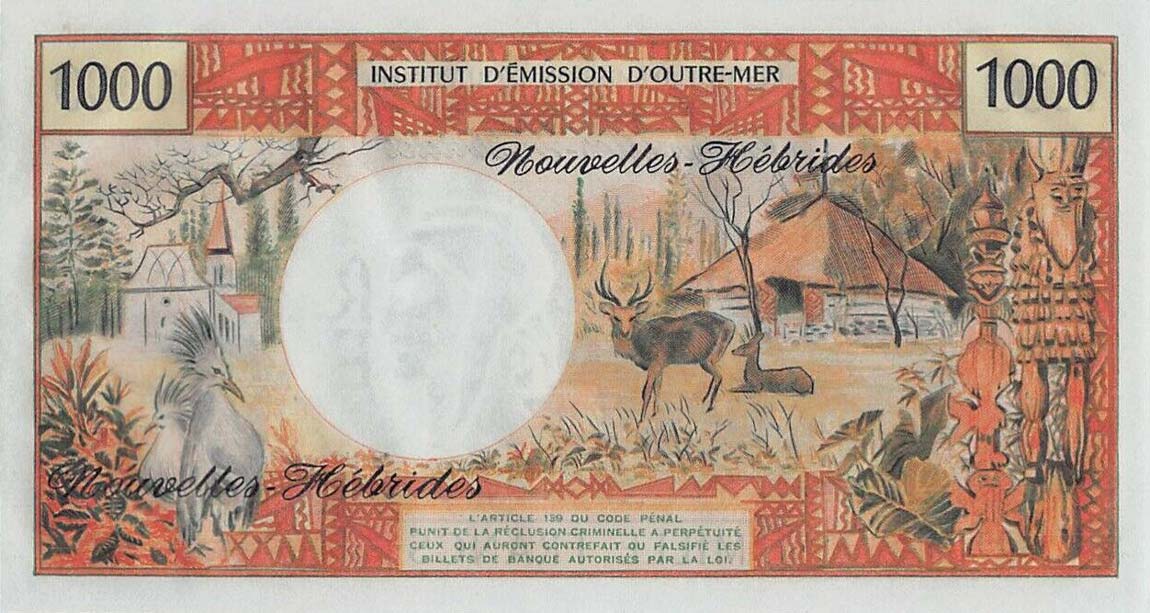 1000
INSTITUT D'ÉMISSION D'OUTRE-MER
1000
Nouvelles-Hébrides
Nouvelles-Hébrides
L'ARTICLE 139 DU CODE PÉNAL
PUNIT DE LA RÉCLUSION CRIMINELLE A PERPÉTUITÉ
CEUX QUI AURONT CONTREFAIT OU FALSIFIÉ LES
BILLETS DE BANQUE AUTORISÉS PAR LA LOI.